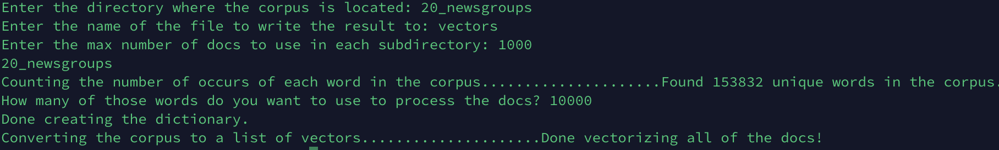 Enter the directory where the corpus is located: 20_newsgroups
Enter the name of the file to write the result to: vectors
Enter the max number of docs to use in each subdirectory: 1000
20_newsgroups
Counting the number of occurs of each word in the corpus.....................Found 153832 unique words in the corpus.
How many of those words do you want to use to process the docs? 10000
Done creating the dictionary.
Converting the corpus to a list of vectors.....................Done vectorizing all of the docs!